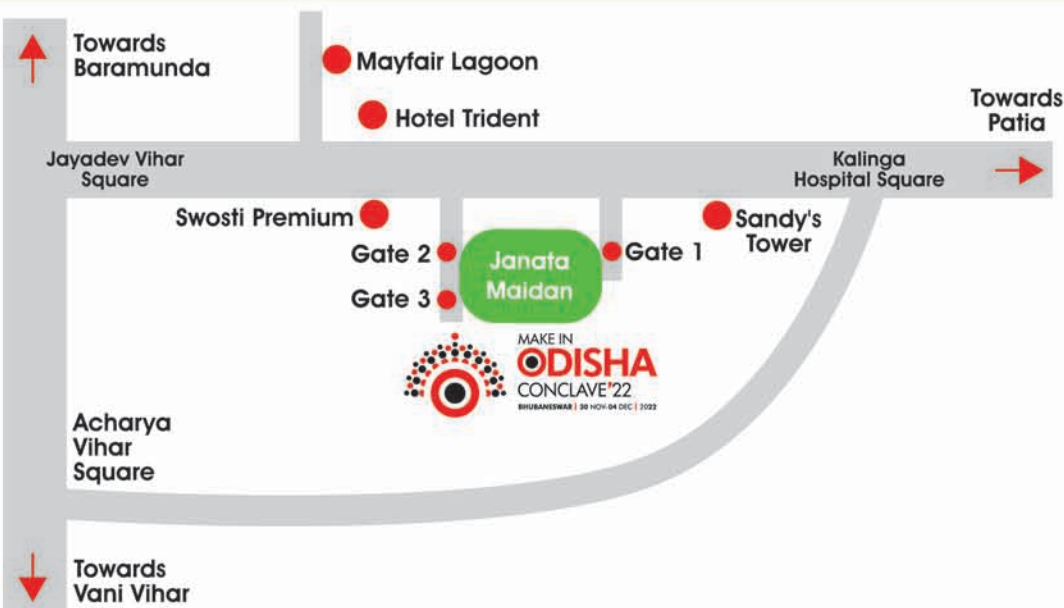 Towards
Baramunda
Mayfair Lagoon
Hotel Trident
Towards
Patia
Jayadev Vihar
Square
Kalinga
Hospital Square
Swosti Premium
Sandy's
Tower
Gate 2
Janata
Maidan
Gate 1
Gate 3
MAKE IN
ODISHA
CONCLAVE'22
BHUBANESWAR | 30 NOV-04 DEC | 2022
Acharya
Vihar
Square
Towards
Vani Vihar